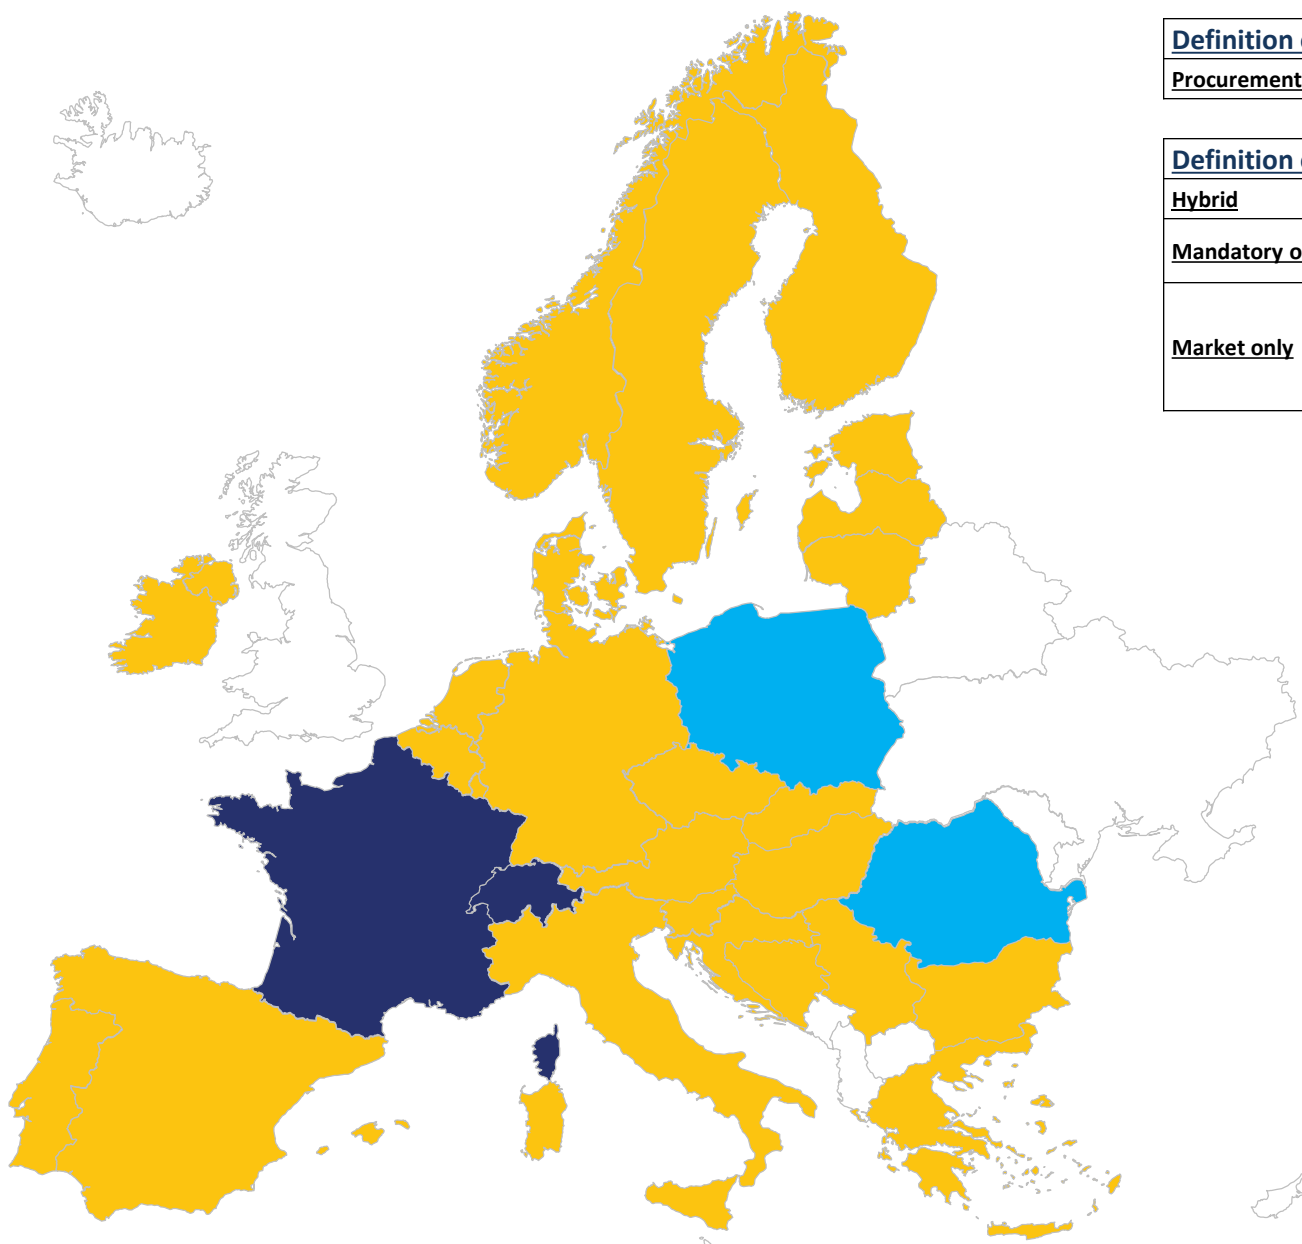 Definition
Procurement
Definition
Hybrid
Mandatory
Market only